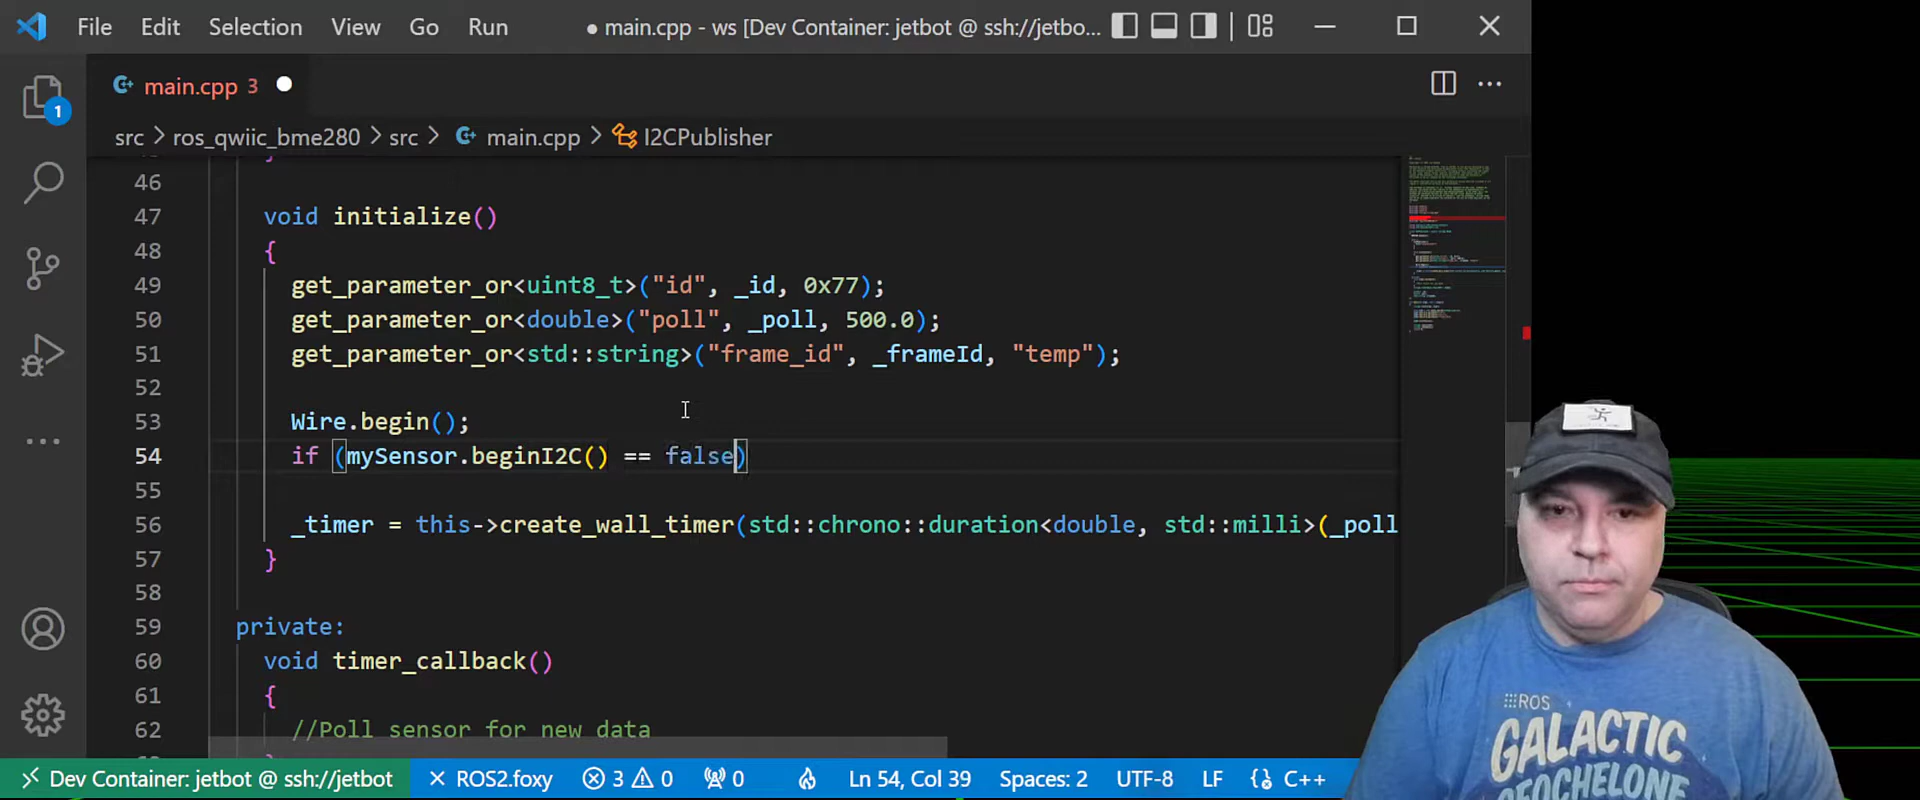 File Edit Selection View Go Run ● main.cpp - ws [Dev Container: jetbot @ ssh://jetbo...
1
main.cpp 3
src > ros_qwiic_bme280 > src > main.cpp > I2CPublisher
46
47 void initialize()
48 {
49 get_parameter_or<uint8_t>("id", _id, 0x77);
50 get_parameter_or<double>("poll", _poll, 500.0);
51 get_parameter_or<std::string>("frame_id", _frameId, "temp");
52
53 Wire.begin();
54 if (mySensor.beginI2C() == false)
55
56 _timer = this->create_wall_timer(std::chrono::duration<double, std::milli>(_poll
57 }
58
59 private:
60 void timer_callback()
61 {
62 //Poll sensor for new data
Dev Container: jetbot @ ssh://jetbot ROS2.foxy 3 0 0 Ln 54, Col 39 Spaces: 2 UTF-8 LF {} C++
:::ROS
GALACTIC
GEOCHELONE